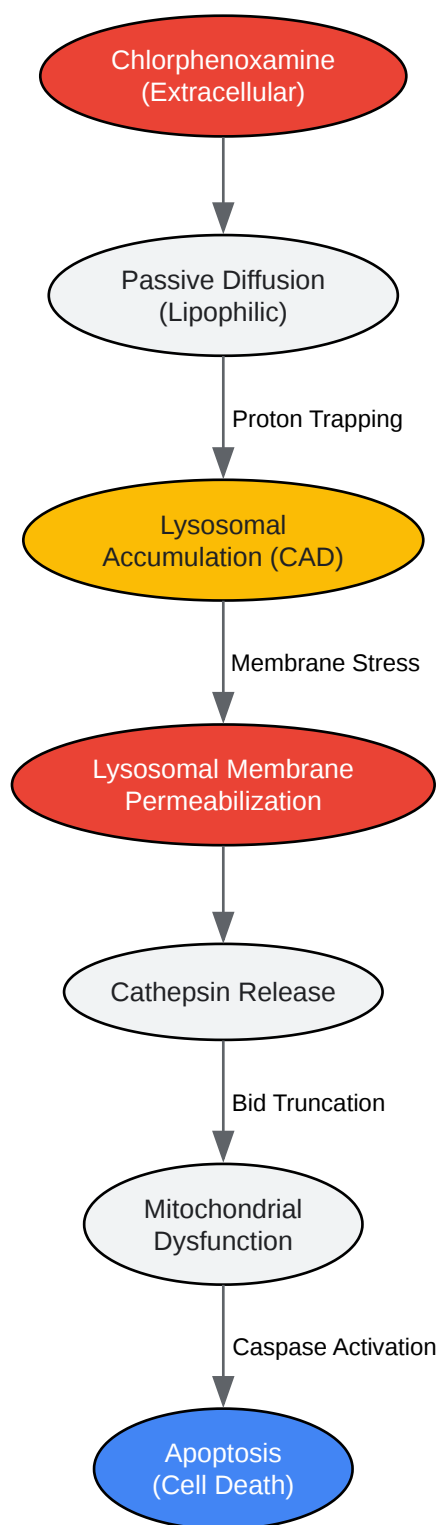 Chlorphenoxamine
(Extracellular)
Passive Diffusion
(Lipophilic)
Proton Trapping
Lysosomal
Accumulation (CAD)
Membrane Stress
Lysosomal Membrane
Permeabilization
Cathepsin Release
Bid Truncation
Mitochondrial
Dysfunction
Caspase Activation
Apoptosis
(Cell Death)